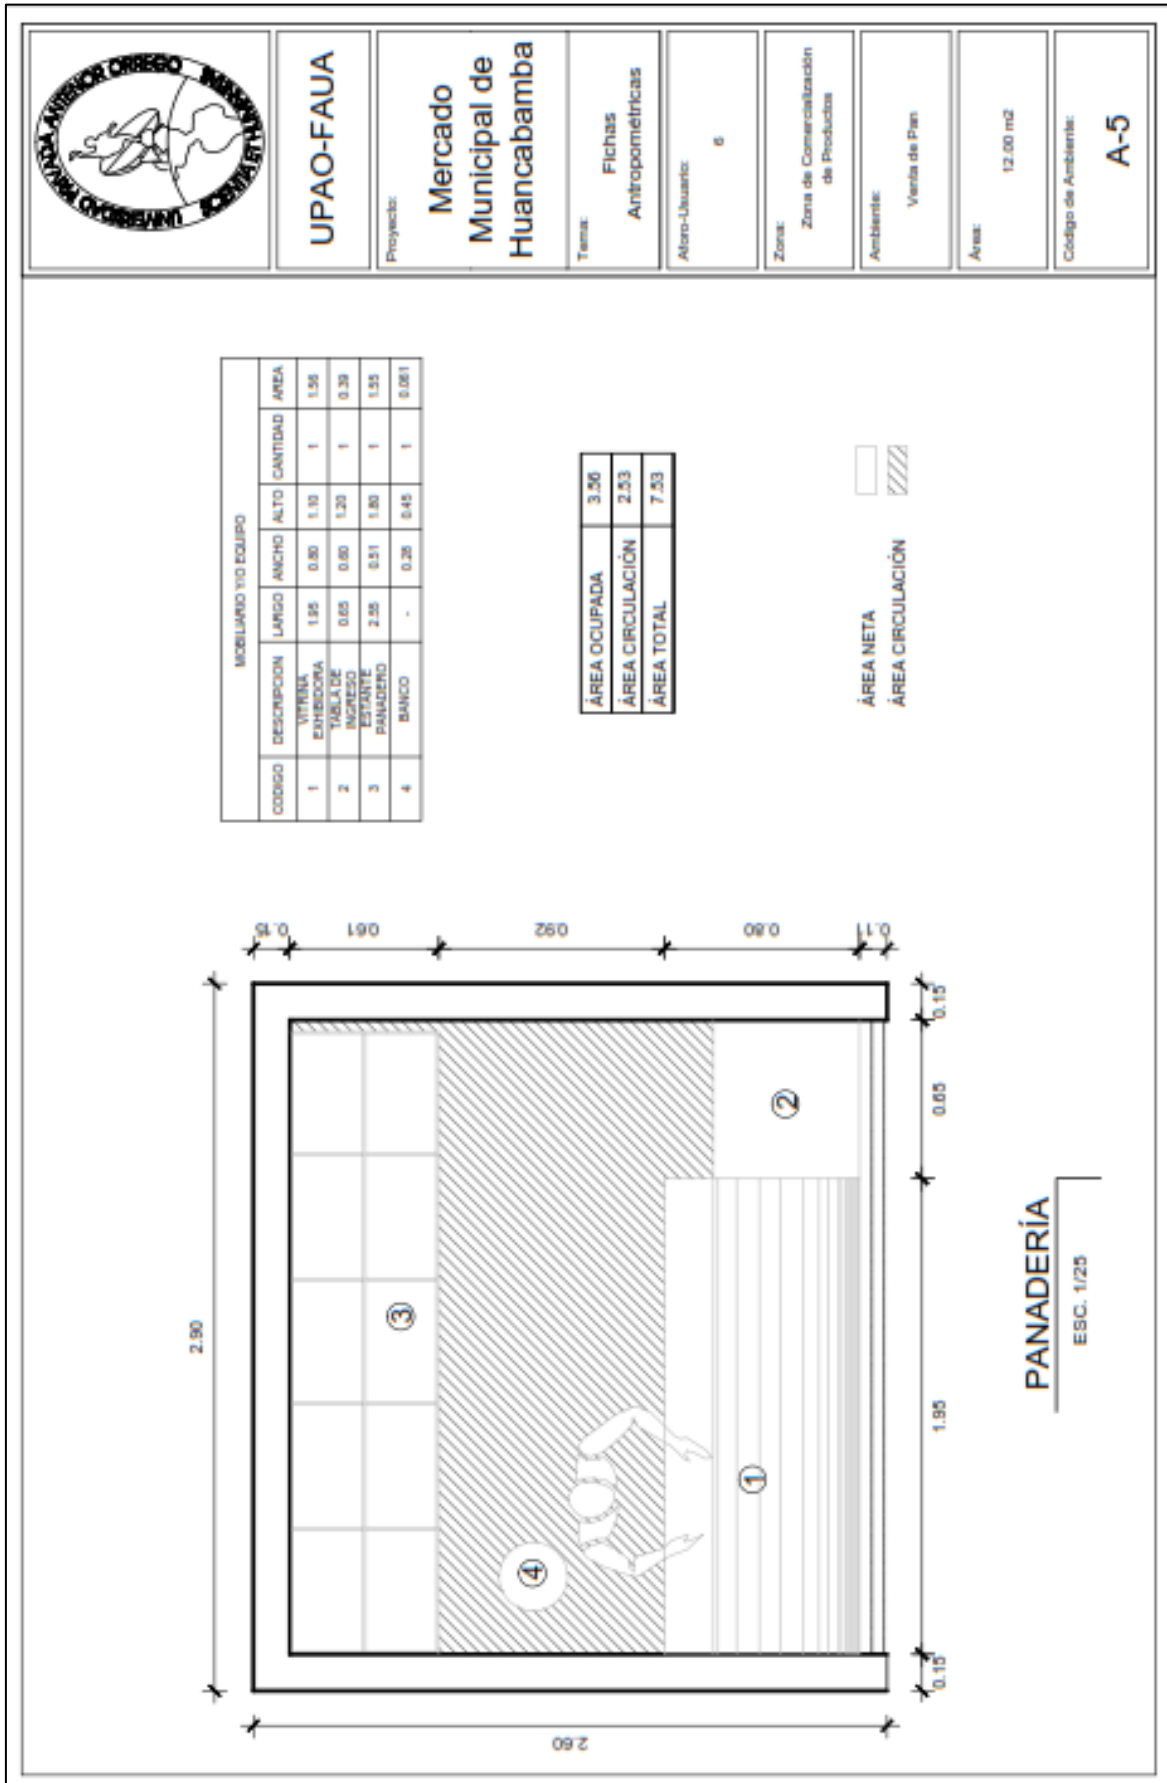 UNIVERSIDAD PRIVADA ANTENOR ORREGO
UPAO-FAUA
Proyecto:
Mercado
Municipal de
Huancabamba
Tema:
Fichas
Antropométricas
Aforo-Usuario:
6
Zona:
Zona de Comercialización
de Productos
Ambiente:
Venta de Pan
Área:
12.00 m2
Código de Ambiente:
A-5
MOBILIARIO Y/O EQUIPO
CODIGO DESCRIPCION LARGO ANCHO ALTO CANTIDAD AREA
1 VITRINA EXHIBIDORA 1.95 0.80 1.10 1 1.56
2 TABLA DE INGRESO 0.65 0.60 1.20 1 0.39
3 ESTANTE PANADERO 2.55 0.51 1.80 1 1.55
4 BANCO - 0.28 0.45 1 0.061
ÁREA OCUPADA 3.56
ÁREA CIRCULACIÓN 2.53
ÁREA TOTAL 7.53
ÁREA NETA
ÁREA CIRCULACIÓN
2.90
2.60
0.15
0.61
0.92
0.80
0.11
3
4
1
2
0.15
1.95
0.65
0.15
PANADERÍA
ESC. 1/25